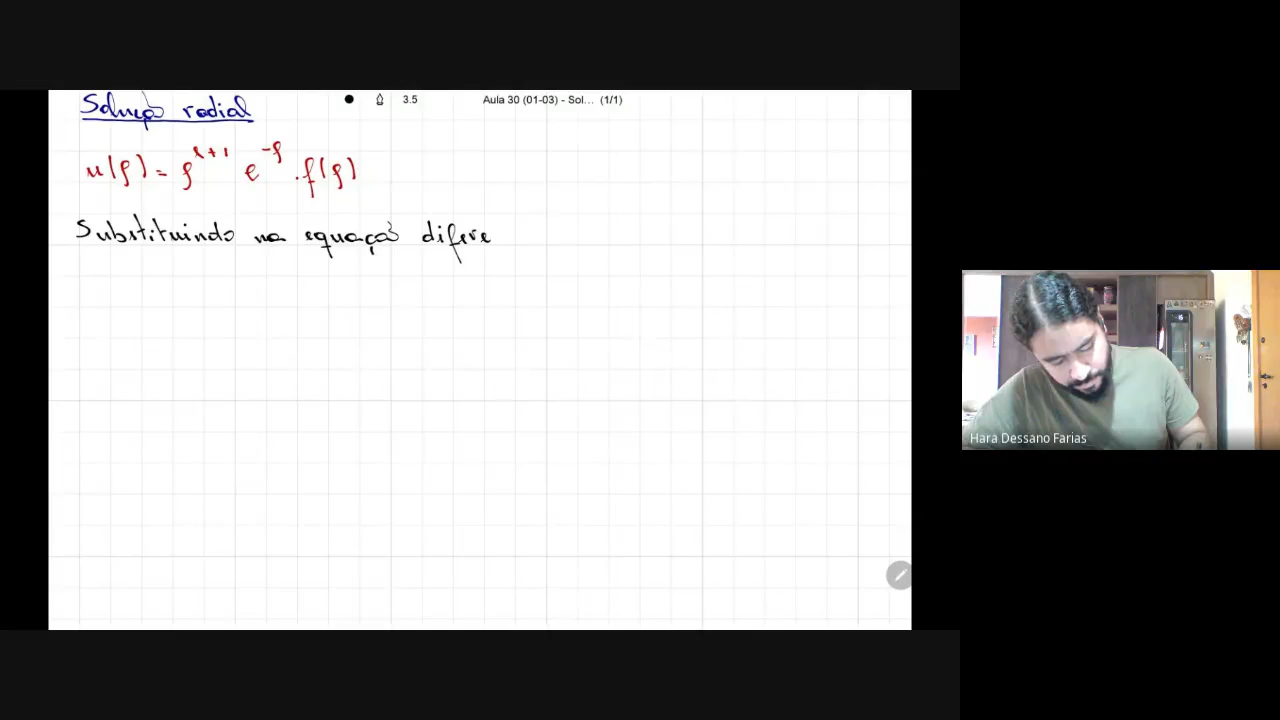 Solução radial
3.5
Aula 30 (01-03) - Sol... (1/1)
u(ρ) = ρ^{l+1} e^{-ρ} . f(ρ)
Substituindo na equação difere
Hara Dessano Farias